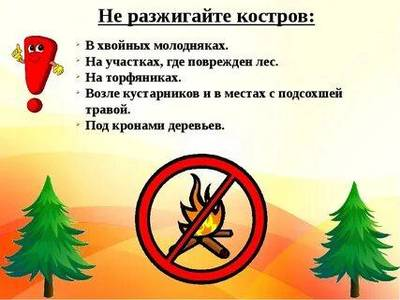 Не разжигайте костров:
В хвойных молодняках.
На участках, где поврежден лес.
На торфяниках.
Возле кустарников и в местах с подсохшей
травой.
Под кронами деревьев.